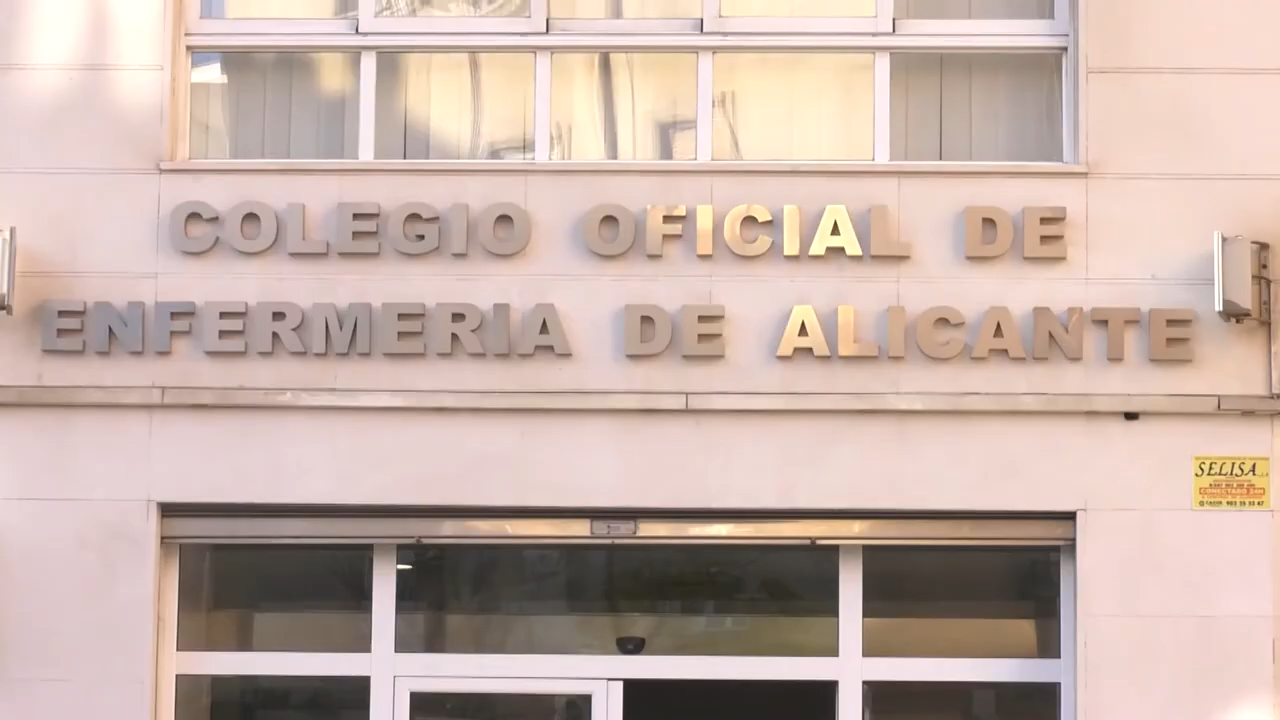 COLEGIO OFICIAL DE
ENFERMERIA DE ALICANTE
SELISA
CONECTADO 24H